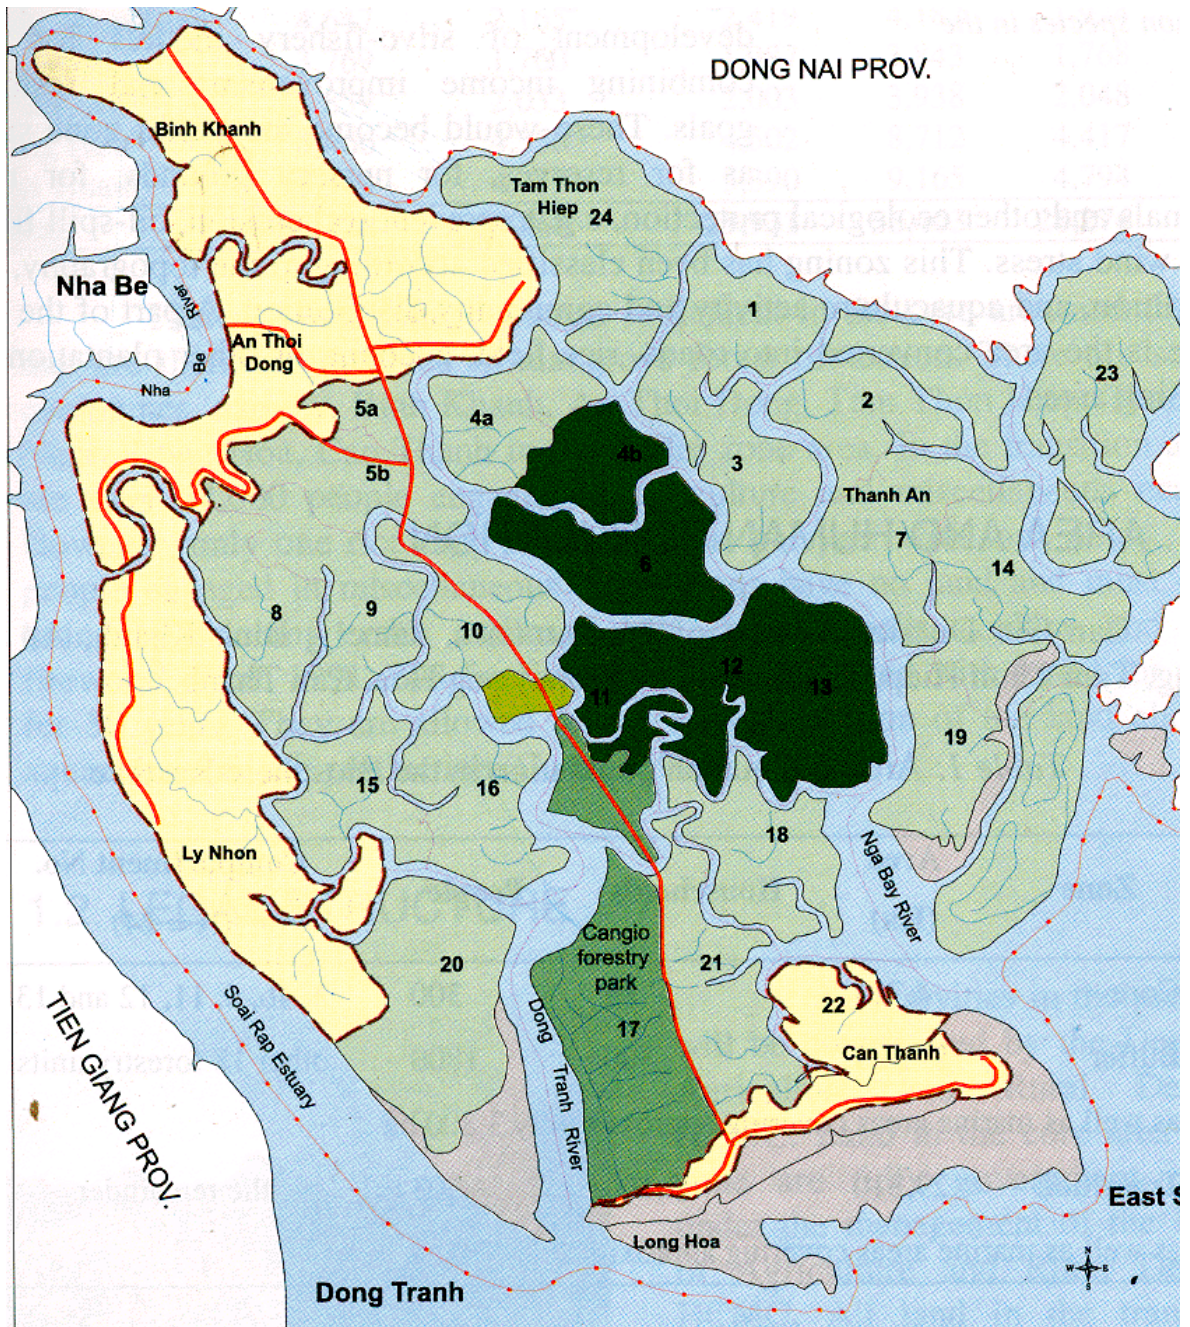 DONG NAI PROV.
Binh Khanh
Tam Thon
Hiep
24
Nha Be
River
Be
Nha
An Thoi
Dong
1
23
2
5a
4a
4b
3
5b
Thanh An
7
14
6
8
9
10
12
13
11
19
15
16
18
Ly Nhon
Nga Bay River
Cangio
forestry
park
20
21
22
17
Can Thanh
Soai Rap Estuary
Dong
Tranh
River
TIEN GIANG PROV.
East S
Long Hoa
Dong Tranh
N
W
E
S